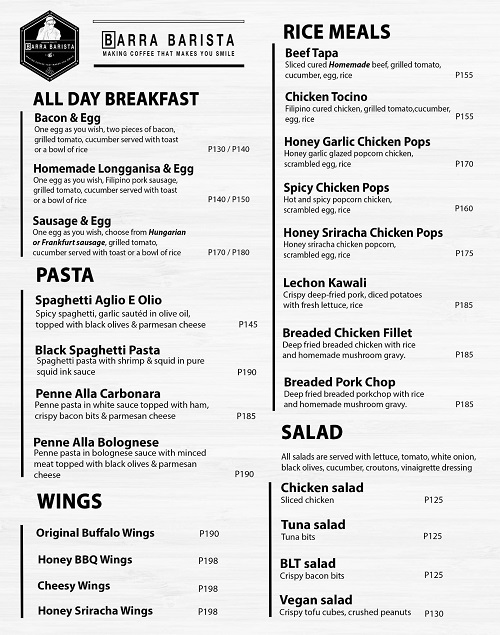 BARRA BARISTA
BARRA BARISTA
MAKING COFFEE THAT MAKES YOU SMILE
ALL DAY BREAKFAST
Bacon & Egg
One egg as you wish, two pieces of bacon,
grilled tomato, cucumber served with toast
or a bowl of rice P130 / P140
Homemade Longganisa & Egg
One egg as you wish, Filipino pork sausage,
grilled tomato, cucumber served with toast
or a bowl of rice P140 / P150
Sausage & Egg
One egg as you wish, choose from Hungarian
or Frankfurt sausage, grilled tomato,
cucumber served with toast or a bowl of rice P170 / P180
PASTA
Spaghetti Aglio E Olio
Spicy spaghetti, garlic sautéd in olive oil,
topped with black olives & parmesan cheese P145
Black Spaghetti Pasta
Spaghetti pasta with shrimp & squid in pure
squid ink sauce P190
Penne Alla Carbonara
Penne pasta in white sauce topped with ham,
crispy bacon bits & parmesan cheese P185
Penne Alla Bolognese
Penne pasta in bolognese sauce with minced
meat topped with black olives & parmesan
cheese P190
WINGS
Original Buffalo Wings P190
Honey BBQ Wings P198
Cheesy Wings P198
Honey Sriracha Wings P198
RICE MEALS
Beef Tapa
Sliced cured Homemade beef, grilled tomato,
cucumber, egg, rice P155
Chicken Tocino
Filipino cured chicken, grilled tomato,cucumber,
egg, rice P155
Honey Garlic Chicken Pops
Honey garlic glazed popcorn chicken,
scrambled egg, rice P170
Spicy Chicken Pops
Hot and spicy popcorn chicken,
scrambled egg, rice P160
Honey Sriracha Chicken Pops
Honey sriracha chicken popcorn,
scrambled egg, rice P175
Lechon Kawali
Crispy deep-fried pork, diced potatoes
with fresh lettuce, rice P185
Breaded Chicken Fillet
Deep fried breaded chicken with rice
and homemade mushroom gravy. P185
Breaded Pork Chop
Deep fried breaded porkchop with rice
and homemade mushroom gravy. P185
SALAD
All salads are served with lettuce, tomato, white onion,
black olives, cucumber, croutons, vinaigrette dressing
Chicken salad
Sliced chicken P125
Tuna salad
Tuna bits P125
BLT salad
Crispy bacon bits P125
Vegan salad
Crispy tofu cubes, crushed peanuts P130